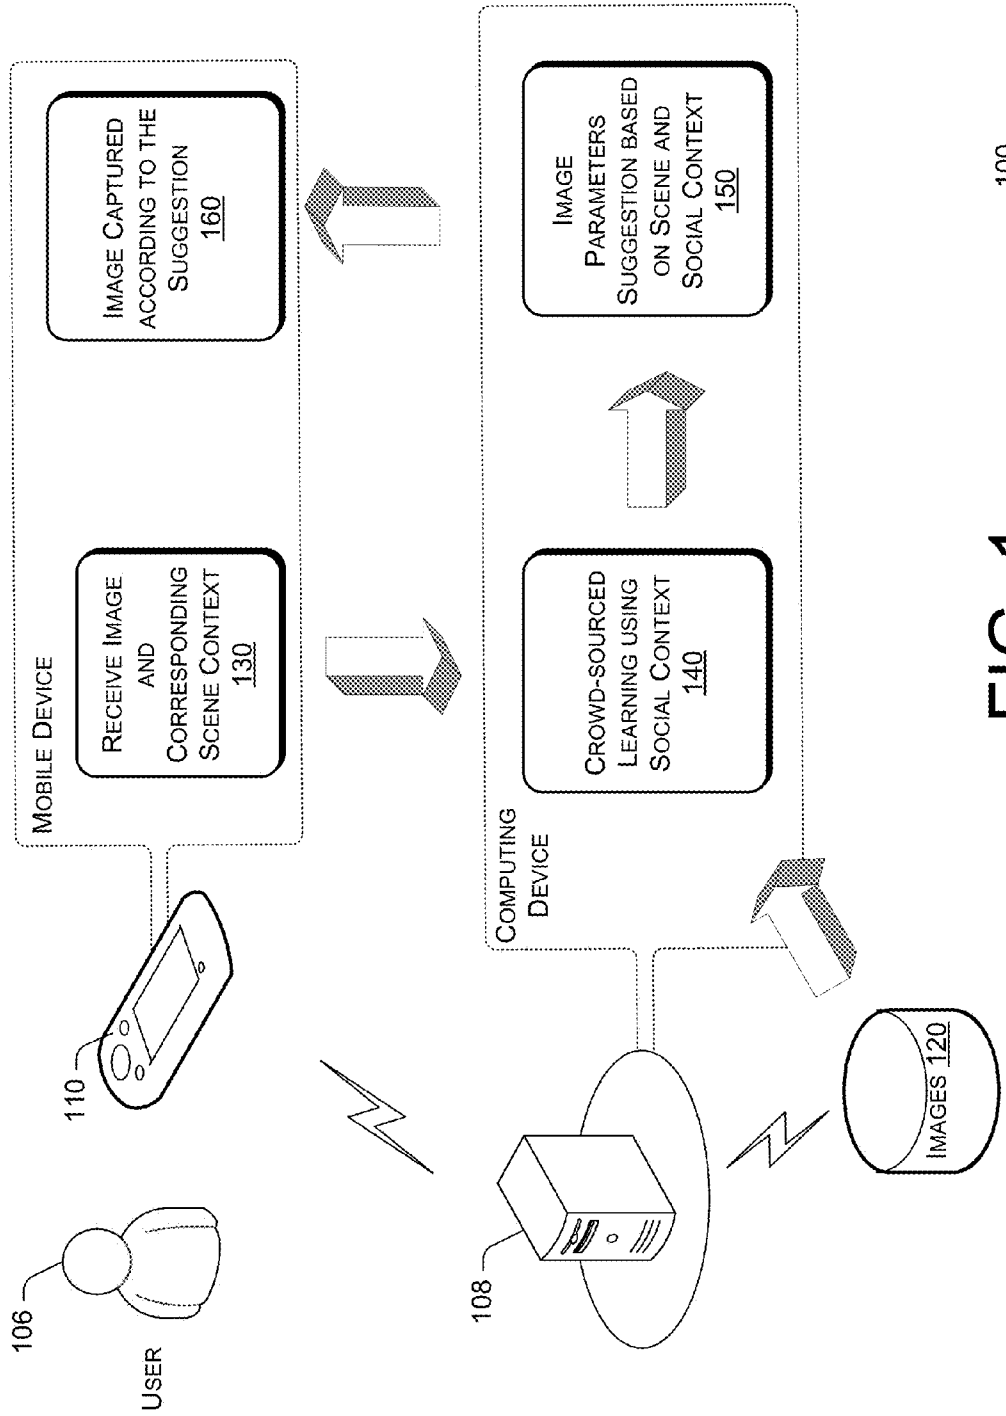 106
USER
110
MOBILE DEVICE
RECEIVE IMAGE
AND
CORRESPONDING
SCENE CONTEXT
130
IMAGE CAPTURED
ACCORDING TO THE
SUGGESTION
160
108
COMPUTING
DEVICE
CROWD-SOURCED
LEARNING USING
SOCIAL CONTEXT
140
IMAGE
PARAMETERS
SUGGESTION BASED
ON SCENE AND
SOCIAL CONTEXT
150
IMAGES 120
100
FIG. 1